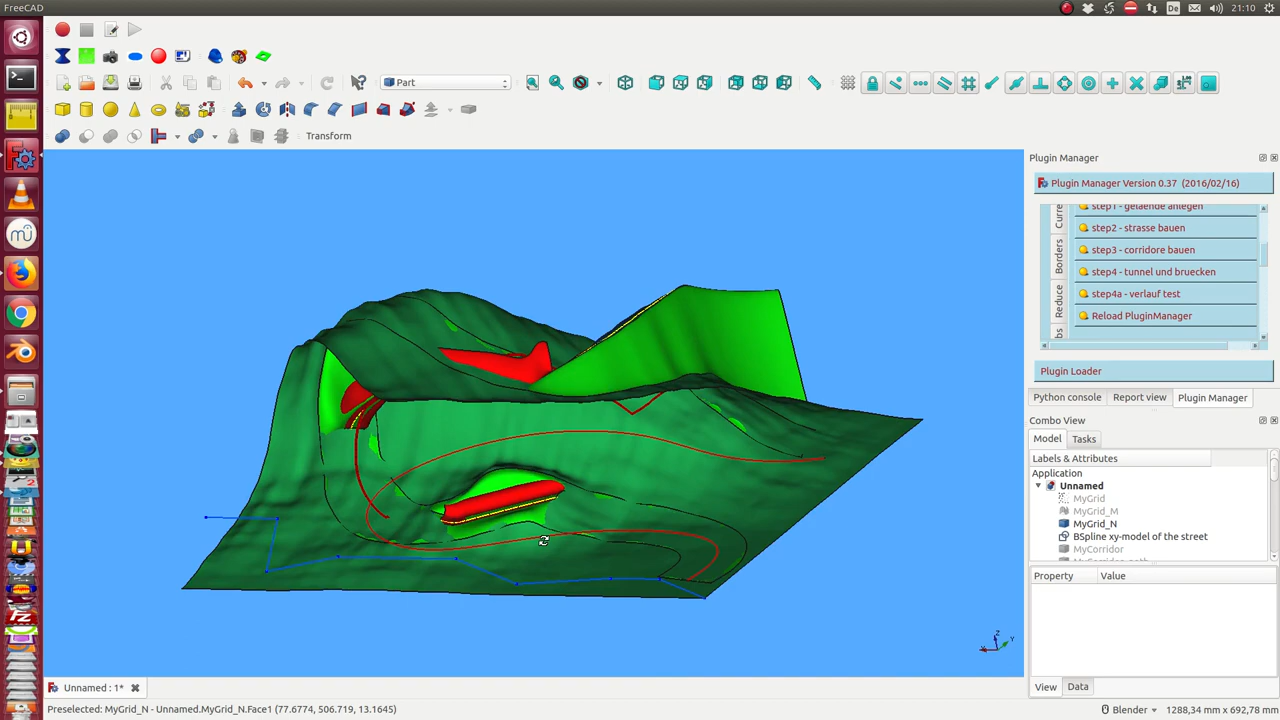 FreeCAD
De
21:10
Part
Transform
Plugin Manager
Plugin Manager Version 0.37 (2016/02/16)
Curre
Borders
Reduce
step1 - gelaende anlegen
step2 - strasse bauen
step3 - corridore bauen
step4 - tunnel und bruecken
step4a - verlauf test
Reload PluginManager
Plugin Loader
Python console
Report view
Plugin Manager
Combo View
Model
Tasks
Labels & Attributes
Application
Unnamed
MyGrid
MyGrid_M
MyGrid_N
BSpline xy-model of the street
MyCorridor
Property
Value
View
Data
Unnamed : 1*
Preselected: MyGrid_N - Unnamed.MyGrid_N.Face1 (77.6774, 506.719, 13.1645)
Blender
1288,34 mm x 692,78 mm